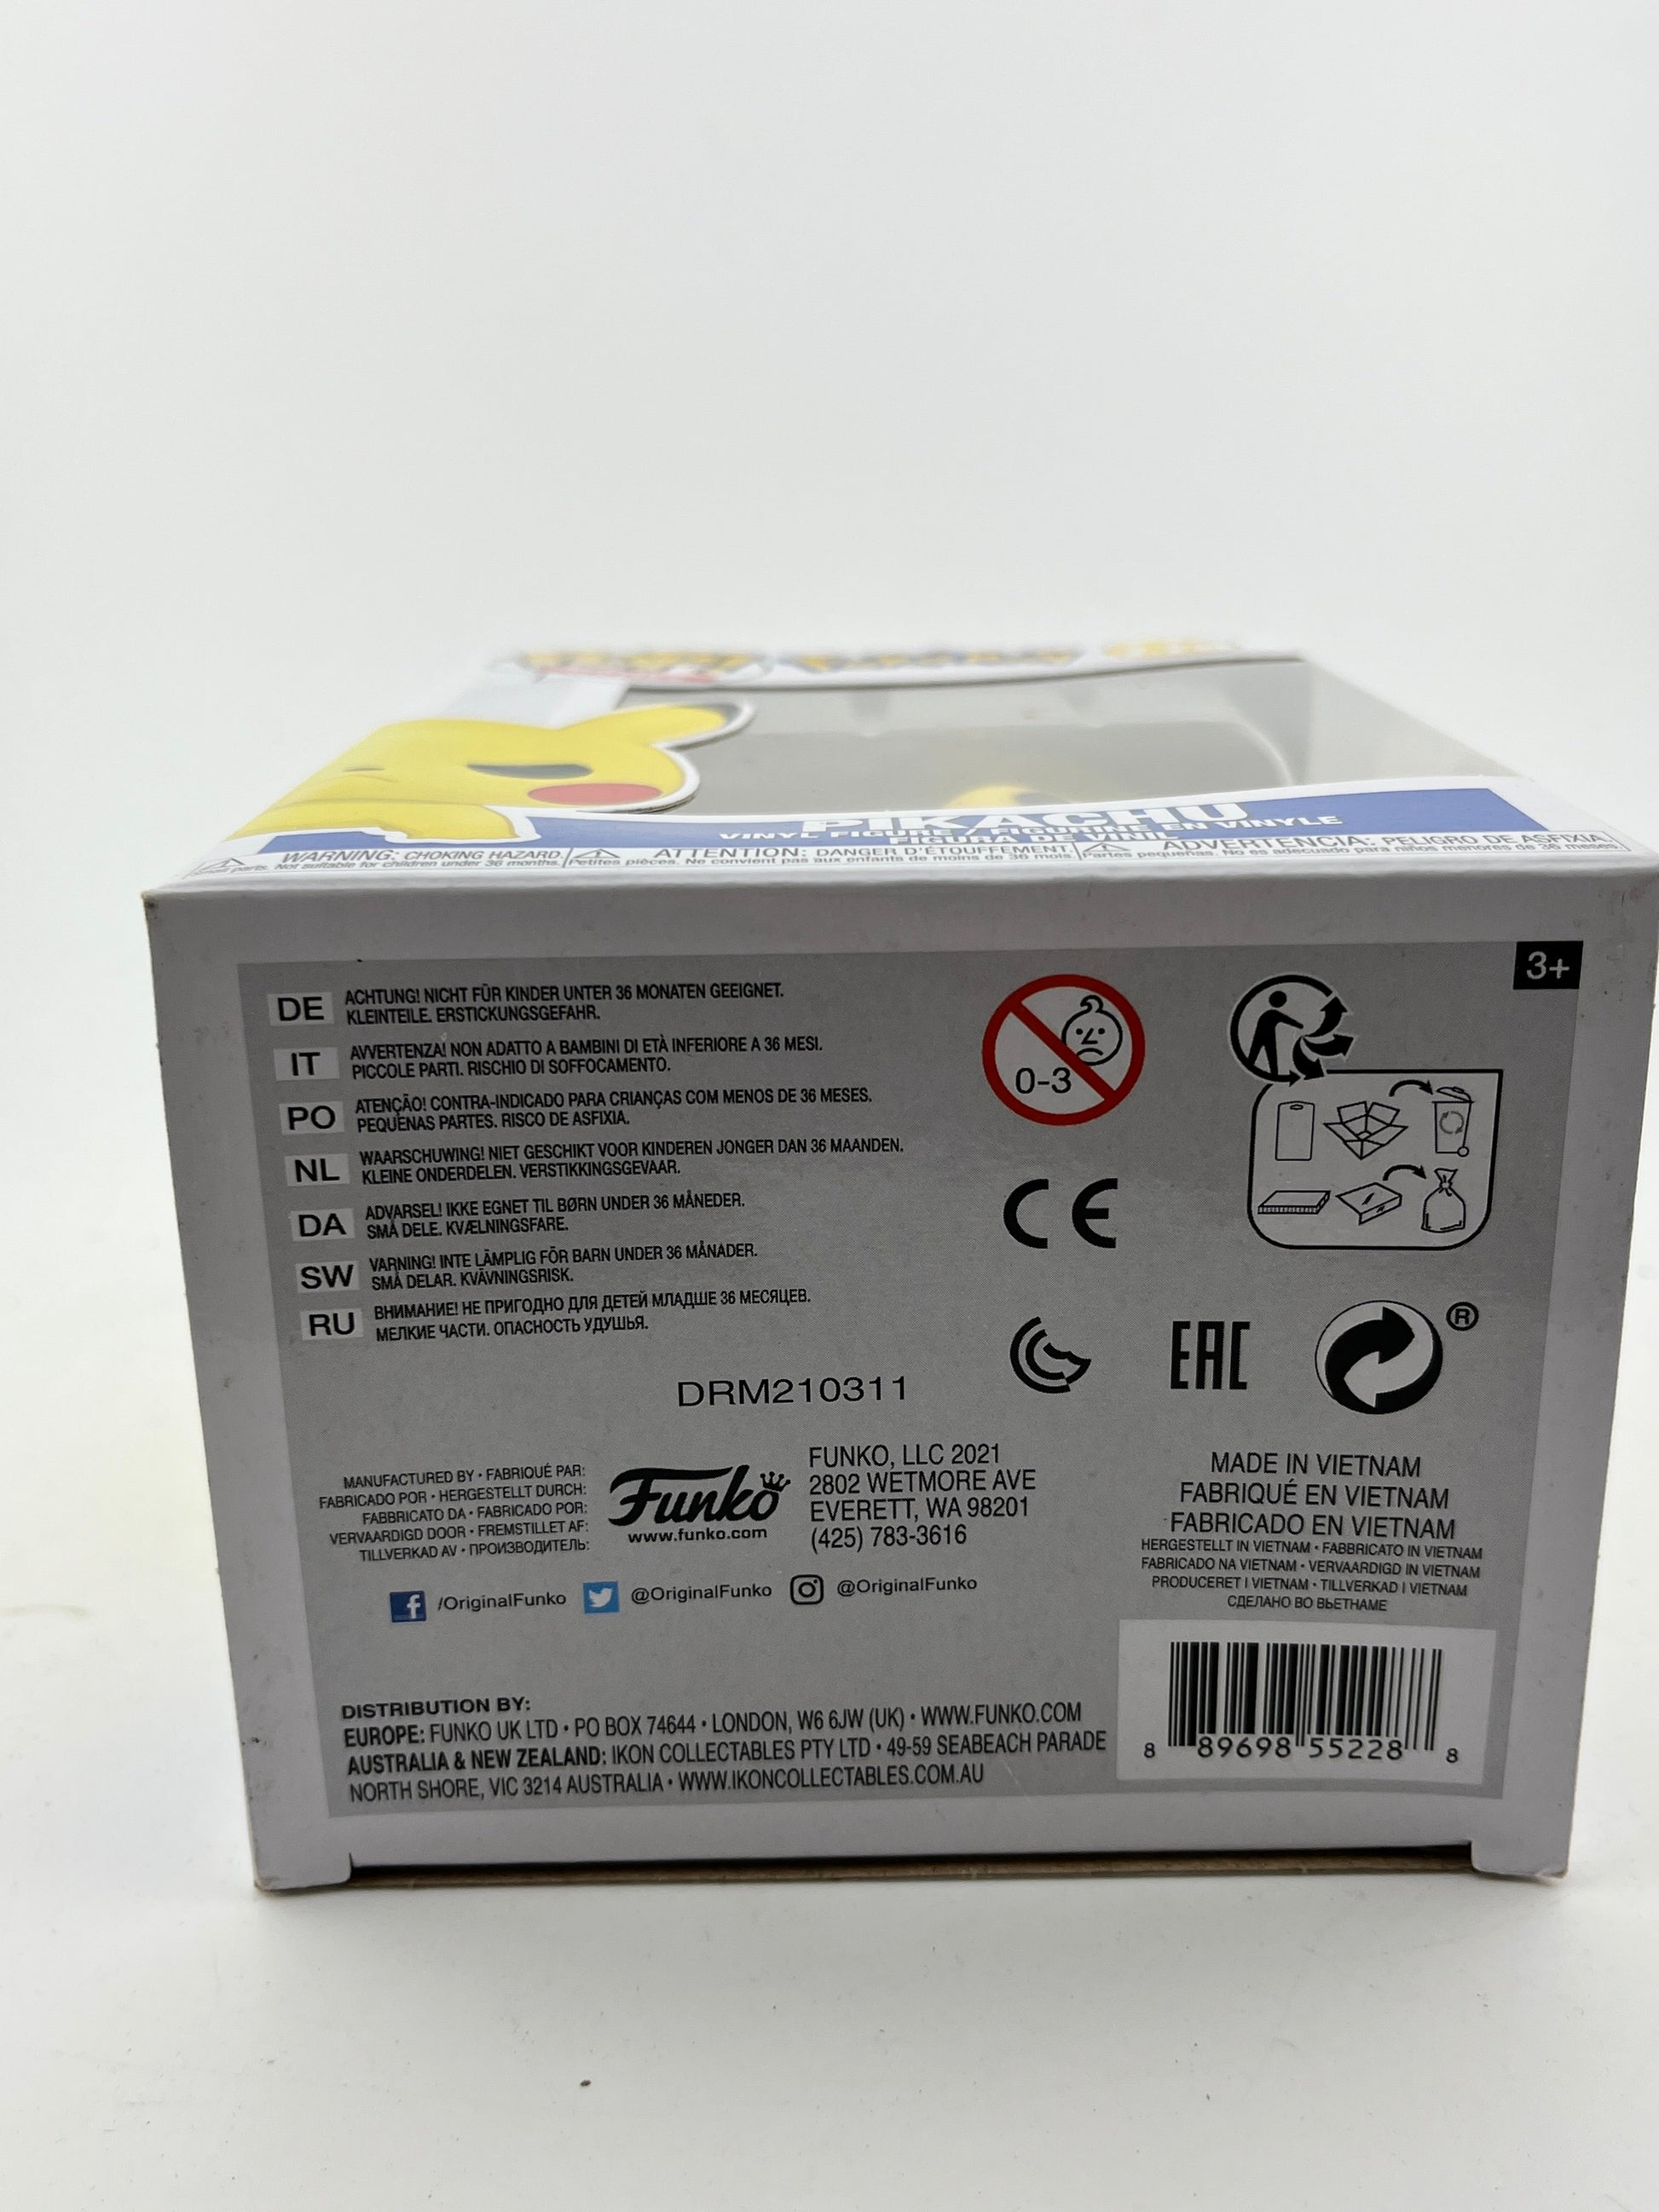 PIKACHU
VINYL FIGURE / FIGURINE EN VINYLE
FIGURA DE VINIL
WARNING: CHOKING HAZARD.
parts. Not suitable for children under 36 months.
ATTENTION: DANGER D'ÉTOUFFEMENT.
Petites pièces. Ne convient pas aux enfants de moins de 36 mois.
ADVERTENCIA: PELIGRO DE ASFIXIA.
Partes pequeñas. No es adecuado para niños menores de 36 meses
3+
DE
ACHTUNG! NICHT FÜR KINDER UNTER 36 MONATEN GEEIGNET.
KLEINTEILE. ERSTICKUNGSGEFAHR.
IT
AVVERTENZA! NON ADATTO A BAMBINI DI ETÀ INFERIORE A 36 MESI.
PICCOLE PARTI. RISCHIO DI SOFFOCAMENTO.
PO
ATENÇÃO! CONTRA-INDICADO PARA CRIANÇAS COM MENOS DE 36 MESES.
PEQUENAS PARTES. RISCO DE ASFIXIA.
NL
WAARSCHUWING! NIET GESCHIKT VOOR KINDEREN JONGER DAN 36 MAANDEN.
KLEINE ONDERDELEN. VERSTIKKINGSGEVAAR.
DA
ADVARSEL! IKKE EGNET TIL BØRN UNDER 36 MÅNEDER.
SMÅ DELE. KVÆLNINGSFARE.
SW
VARNING! INTE LÄMPLIG FÖR BARN UNDER 36 MÅNADER.
SMÅ DELAR. KVÄVNINGSRISK.
RU
ВНИМАНИЕ! НЕ ПРИГОДНО ДЛЯ ДЕТЕЙ МЛАДШЕ 36 МЕСЯЦЕВ.
МЕЛКИЕ ЧАСТИ. ОПАСНОСТЬ УДУШЬЯ.
0-3
CE
EAC
®
DRM210311
MANUFACTURED BY • FABRIQUÉ PAR:
FABRICADO POR • HERGESTELLT DURCH:
FABBRICATO DA • FABRICADO POR:
VERVAARDIGD DOOR • FREMSTILLET AF:
TILLVERKAD AV • ПРОИЗВОДИТЕЛЬ:
Funko
www.funko.com
FUNKO, LLC 2021
2802 WETMORE AVE
EVERETT, WA 98201
(425) 783-3616
MADE IN VIETNAM
FABRIQUÉ EN VIETNAM
FABRICADO EN VIETNAM
HERGESTELLT IN VIETNAM • FABBRICATO IN VIETNAM
FABRICADO NA VIETNAM • VERVAARDIGD IN VIETNAM
PRODUCERET I VIETNAM • TILLVERKAD I VIETNAM
СДЕЛАНО ВО ВЬЕТНАМЕ
f /OriginalFunko @OriginalFunko @OriginalFunko
DISTRIBUTION BY:
EUROPE: FUNKO UK LTD • PO BOX 74644 • LONDON, W6 6JW (UK) • WWW.FUNKO.COM
AUSTRALIA & NEW ZEALAND: IKON COLLECTABLES PTY LTD • 49-59 SEABEACH PARADE
NORTH SHORE, VIC 3214 AUSTRALIA • WWW.IKONCOLLECTABLES.COM.AU
8 89698 55228 8